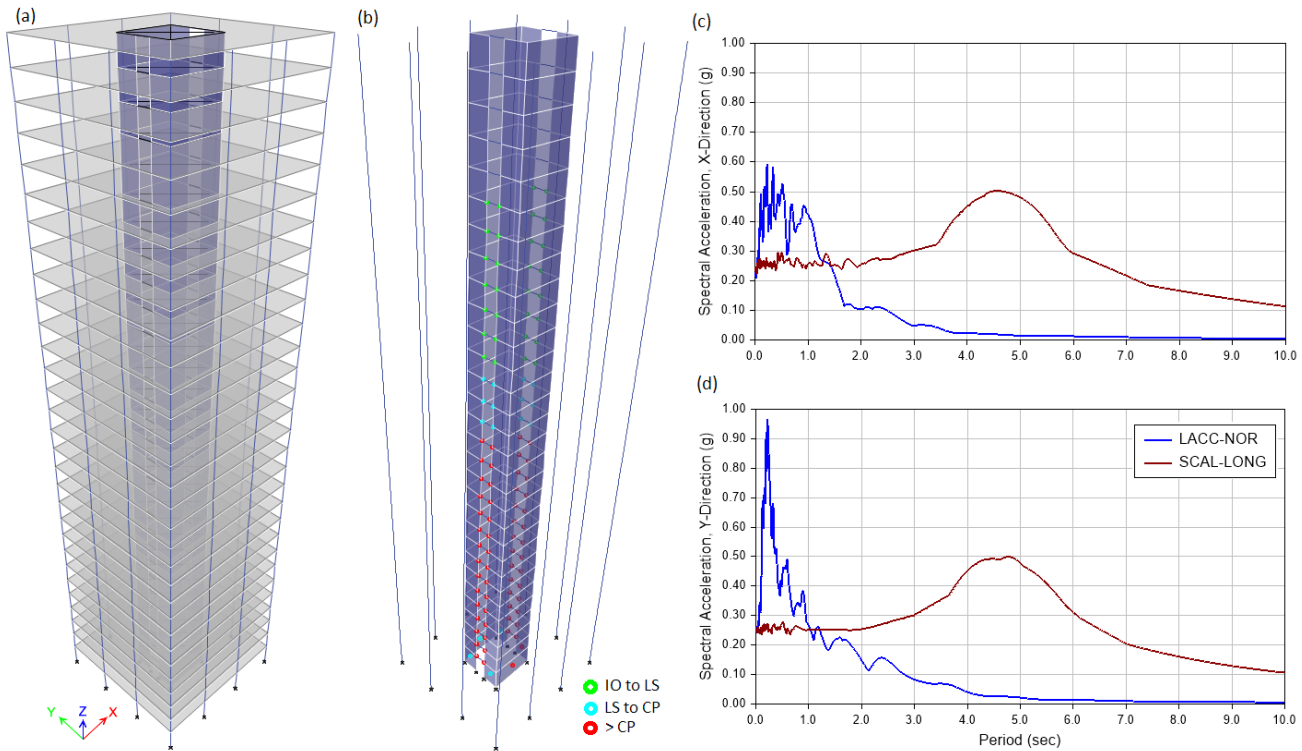 (a)
(b)
(c)
(d)
Y
Z
X
IO to LS
LS to CP
> CP
Spectral Acceleration, X-Direction (g)
1.00
0.90
0.80
0.70
0.60
0.50
0.40
0.30
0.20
0.10
0.00
0.0 1.0 2.0 3.0 4.0 5.0 6.0 7.0 8.0 9.0 10.0
Spectral Acceleration, Y-Direction (g)
1.00
0.90
0.80
0.70
0.60
0.50
0.40
0.30
0.20
0.10
0.00
LACC-NOR
SCAL-LONG
0.0 1.0 2.0 3.0 4.0 5.0 6.0 7.0 8.0 9.0 10.0
Period (sec)